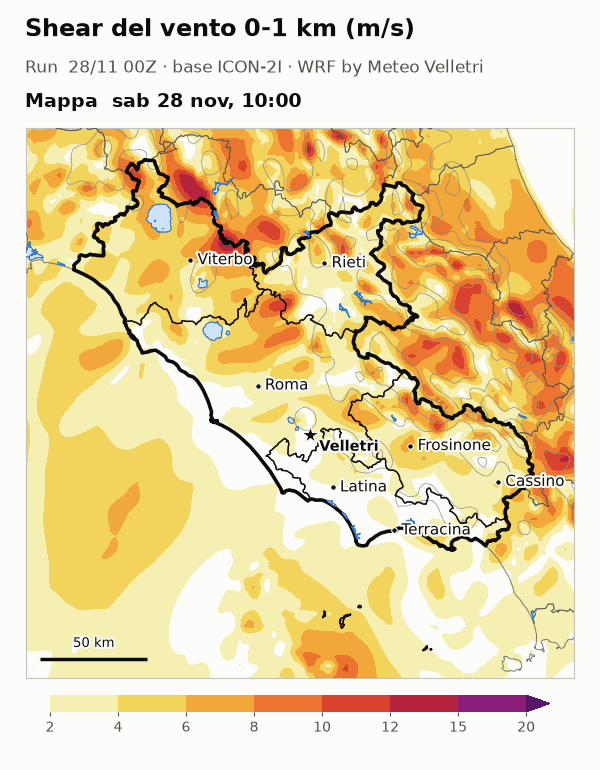 Shear del vento 0-1 km (m/s)
Run  28/11 00Z · base ICON-2I · WRF by Meteo Velletri
Mappa  sab 28 nov, 10:00
Viterbo
Rieti
Roma
Velletri
Frosinone
Cassino
Latina
Terracina
50 km
2 4 6 8 10 12 15 20